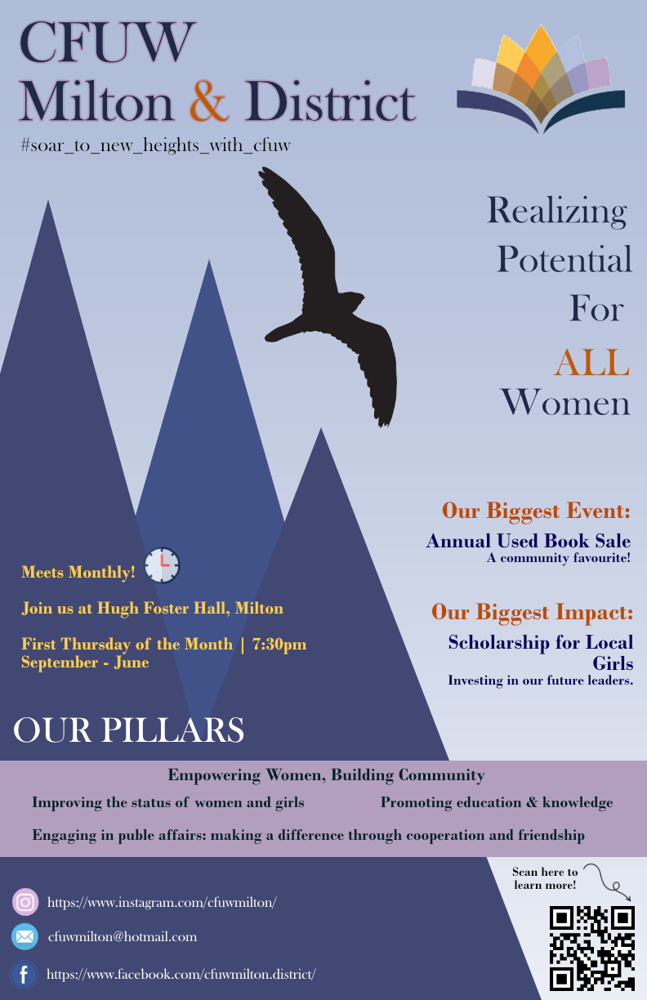 CFUW
Milton & District
#soar_to_new_heights_with_cfuw
Realizing
Potential
For
ALL
Women
Our Biggest Event:
Annual Used Book Sale
A community favourite!
Meets Monthly!
Join us at Hugh Foster Hall, Milton
First Thursday of the Month | 7:30pm
September - June
Our Biggest Impact:
Scholarship for Local
Girls
Investing in our future leaders.
OUR PILLARS
Empowering Women, Building Community
Improving the status of women and girls
Promoting education & knowledge
Engaging in puble affairs: making a difference through cooperation and friendship
Scan here to
learn more!
https://www.instagram.com/cfuwmilton/
cfuwmilton@hotmail.com
https://www.facebook.com/cfuwmilton.district/